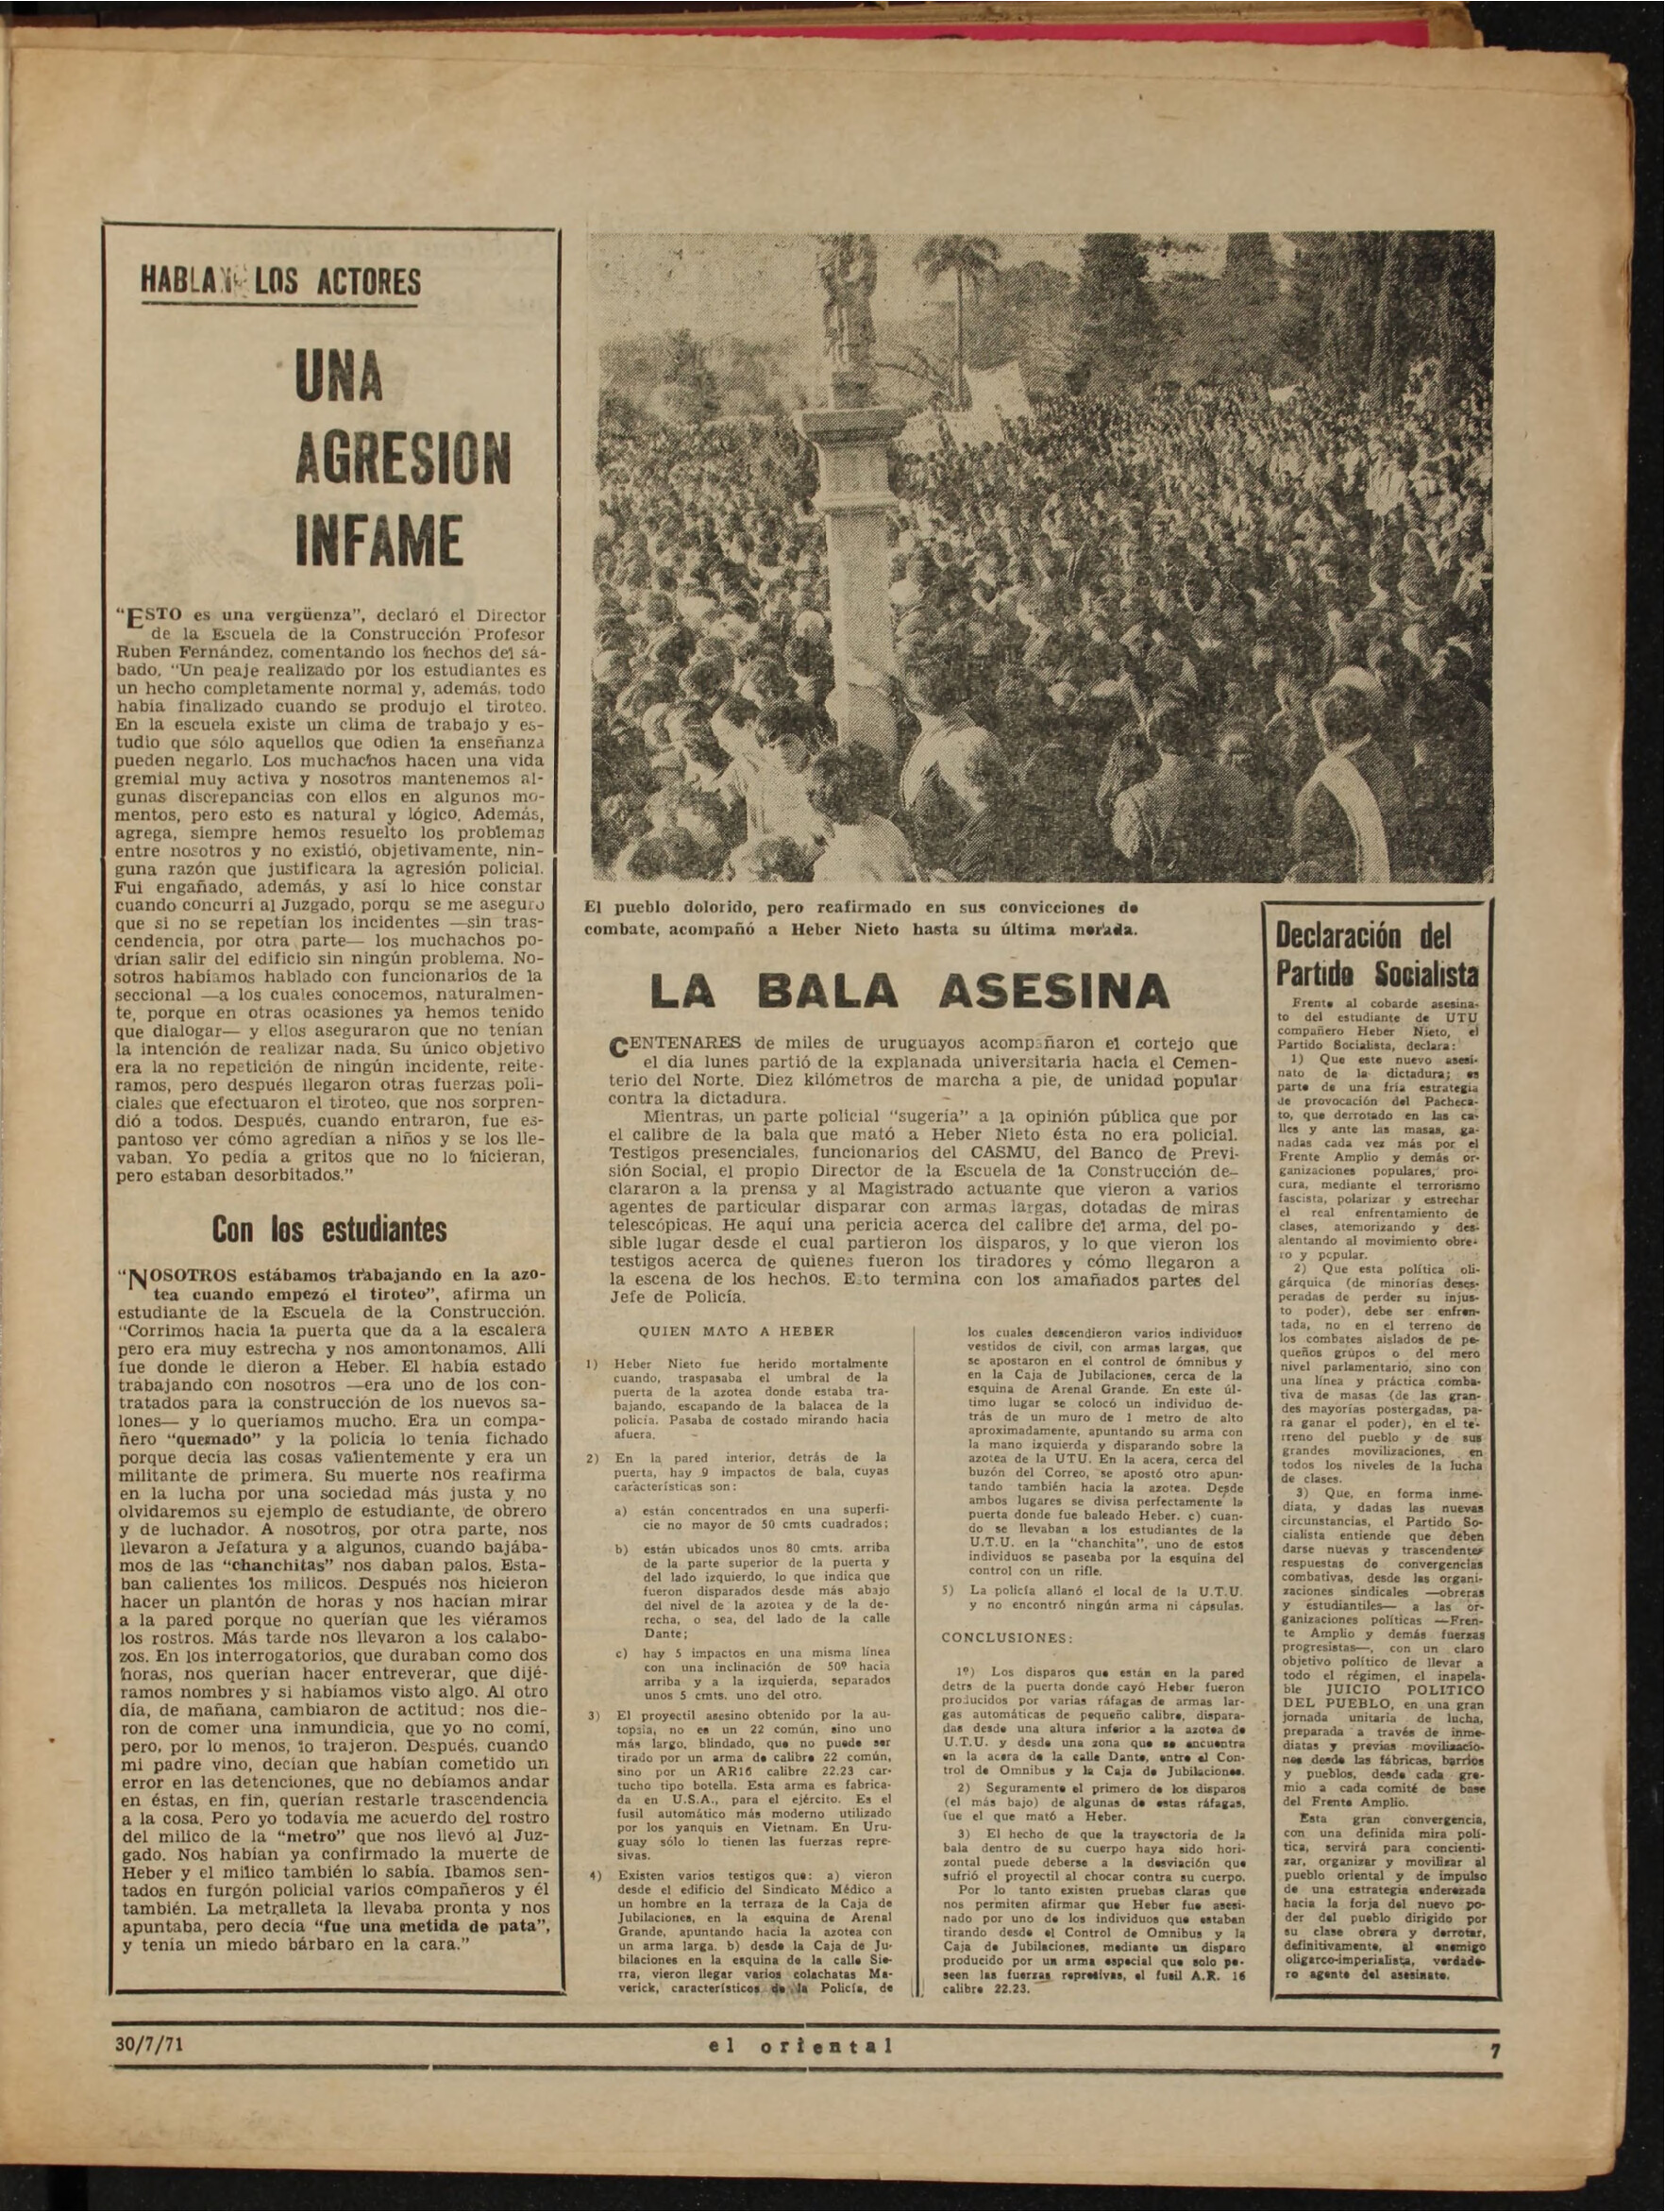 HABLAN LOS ACTORES
UNA
AGRESION
INFAME
"ESTO es una vergüenza", declaró el Director
de la Escuela de la Construcción Profesor
Ruben Fernández, comentando los hechos del sá-
bado, "Un peaje realizado por los estudiantes es
un hecho completamente normal y, además, todo
había finalizado cuando se produjo el tiroteo.
En la escuela existe un clima de trabajo y es-
tudio que sólo aquellos que odien la enseñanza
pueden negarlo. Los muchachos hacen una vida
gremial muy activa y nosotros mantenemos al-
gunas discrepancias con ellos en algunos mo-
mentos, pero esto es natural y lógico. Además,
agrega, siempre hemos resuelto los problemas
entre nosotros y no existió, objetivamente, nin-
guna razón que justificara la agresión policial.
Fui engañado, además, y así lo hice constar
cuando concurrí al Juzgado, porqu se me aseguro
que si no se repetían los incidentes —sin tras-
cendencia, por otra parte— los muchachos po-
drían salir del edificio sin ningún problema. No-
sotros habíamos hablado con funcionarios de la
seccional —a los cuales conocemos, naturalmen-
te, porque en otras ocasiones ya hemos tenido
que dialogar— y ellos aseguraron que no tenían
la intención de realizar nada. Su único objetivo
era la no repetición de ningún incidente, reite-
ramos, pero después llegaron otras fuerzas poli-
ciales que efectuaron el tiroteo, que nos sorpren-
dió a todos. Después, cuando entraron, fue es-
pantoso ver cómo agredían a niños y se los lle-
vaban. Yo pedía a gritos que no lo hicieran,
pero estaban desorbitados."
Con los estudiantes
"NOSOTROS estábamos trabajando en la azo-
tea cuando empezó el tiroteo", afirma un
estudiante de la Escuela de la Construcción.
"Corrimos hacia la puerta que da a la escalera
pero era muy estrecha y nos amontonamos. Allí
fue donde le dieron a Heber. El había estado
trabajando con nosotros —era uno de los con-
tratados para la construcción de los nuevos sa-
lones— y lo queríamos mucho. Era un compa-
ñero "quemado" y la policía lo tenía fichado
porque decía las cosas valientemente y era un
militante de primera. Su muerte nos reafirma
en la lucha por una sociedad más justa y no
olvidaremos su ejemplo de estudiante, de obrero
y de luchador. A nosotros, por otra parte, nos
llevaron a Jefatura y a algunos, cuando bajába-
mos de las "chanchitas" nos daban palos. Esta-
ban calientes los milicos. Después nos hicieron
hacer un plantón de horas y nos hacían mirar
a la pared porque no querían que les viéramos
los rostros. Más tarde nos llevaron a los calabo-
zos. En los interrogatorios, que duraban como dos
horas, nos querían hacer entreverar, que dijé-
ramos nombres y si habíamos visto algo. Al otro
día, de mañana, cambiaron de actitud: nos die-
ron de comer una inmundicia, que yo no comí,
pero, por lo menos, lo trajeron. Después, cuando
mi padre vino, decían que habían cometido un
error en las detenciones, que no debíamos andar
en éstas, en fin, querían restarle trascendencia
a la cosa. Pero yo todavía me acuerdo del rostro
del milico de la "metro" que nos llevó al Juz-
gado. Nos habían ya confirmado la muerte de
Heber y el milico también lo sabía. Ibamos sen-
tados en furgón policial varios compañeros y él
también. La metralleta la llevaba pronta y nos
apuntaba, pero decía "fue una metida de pata",
y tenía un miedo bárbaro en la cara."
El pueblo dolorido, pero reafirmado en sus convicciones de
combate, acompañó a Heber Nieto hasta su última morada.
LA BALA ASESINA
CENTENARES de miles de uruguayos acompañaron el cortejo que
el día lunes partió de la explanada universitaria hacia el Cemen-
terio del Norte. Diez kilómetros de marcha a pie, de unidad popular
contra la dictadura.
Mientras, un parte policial "sugería" a la opinión pública que por
el calibre de la bala que mató a Heber Nieto ésta no era policial.
Testigos presenciales, funcionarios del CASMU, del Banco de Previ-
sión Social, el propio Director de la Escuela de la Construcción de-
clararon a la prensa y al Magistrado actuante que vieron a varios
agentes de particular disparar con armas largas, dotadas de miras
telescópicas. He aquí una pericia acerca del calibre del arma, del po-
sible lugar desde el cual partieron los disparos, y lo que vieron los
testigos acerca de quienes fueron los tiradores y cómo llegaron a
la escena de los hechos. Esto termina con los amañados partes del
Jefe de Policía.
QUIEN MATO A HEBER
1) Heber Nieto fue herido mortalmente
cuando, traspasaba el umbral de la
puerta de la azotea donde estaba tra-
bajando, escapando de la balacea de la
policía. Pasaba de costado mirando hacia
afuera.
2) En la pared interior, detrás de la
puerta, hay 9 impactos de bala, cuyas
características son:
a) están concentrados en una superfi-
cie no mayor de 50 cmts cuadrados;
b) están ubicados unos 80 cmts. arriba
de la parte superior de la puerta y
del lado izquierdo, lo que indica que
fueron disparados desde más abajo
del nivel de la azotea y de la de-
recha, o sea, del lado de la calle
Dante;
c) hay 5 impactos en una misma línea
con una inclinación de 50º hacia
arriba y a la izquierda, separados
unos 5 cmts. uno del otro.
3) El proyectil asesino obtenido por la au-
topsia, no es un 22 común, sino uno
más largo, blindado, que no puede ser
tirado por un arma de calibre 22 común,
sino por un AR16 calibre 22.23 car-
tucho tipo botella. Esta arma es fabrica-
da en U.S.A., para el ejército. Es el
fusil automático más moderno utilizado
por los yanquis en Vietnam. En Uru-
guay sólo lo tienen las fuerzas repre-
sivas.
4) Existen varios testigos que: a) vieron
desde el edificio del Sindicato Médico a
un hombre en la terraza de la Caja de
Jubilaciones, en la esquina de Arenal
Grande, apuntando hacia la azotea con
un arma larga. b) desde la Caja de Ju-
bilaciones en la esquina de la calle Sie-
rra, vieron llegar varios colachatas Ma-
verick, característicos de la Policía, de
los cuales descendieron varios individuos
vestidos de civil, con armas largas, que
se apostaron en el control de ómnibus y
en la Caja de Jubilaciones, cerca de la
esquina de Arenal Grande. En este úl-
timo lugar se colocó un individuo de-
trás de un muro de 1 metro de alto
aproximadamente, apuntando su arma con
la mano izquierda y disparando sobre la
azotea de la UTU. En la acera, cerca del
buzón del Correo, se apostó otro apun-
tando también hacia la azotea. Desde
ambos lugares se divisa perfectamente la
puerta donde fue baleado Heber. c) cuan-
do se llevaban a los estudiantes de la
U.T.U. en la "chanchita", uno de estos
individuos se paseaba por la esquina del
control con un rifle.
5) La policía allanó el local de la U.T.U.
y no encontró ningún arma ni cápsulas.
CONCLUSIONES:
1º) Los disparos que están en la pared
detrs de la puerta donde cayó Heber fueron
producidos por varias ráfagas de armas lar-
gas automáticas de pequeño calibre, dispara-
das desde una altura inferior a la azotea de
U.T.U. y desde una zona que se encuentra
en la acera de la calle Dante, entre el Con-
trol de Omnibus y la Caja de Jubilaciones.
2) Seguramente el primero de los disparos
(el más bajo) de algunas de estas ráfagas,
fue el que mató a Heber.
3) El hecho de que la trayectoria de la
bala dentro de su cuerpo haya sido hori-
zontal puede deberse a la desviación que
sufrió el proyectil al chocar contra su cuerpo.
Por lo tanto existen pruebas claras que
nos permiten afirmar que Heber fue asesi-
nado por uno de los individuos que estaban
tirando desde el Control de Omnibus y la
Caja de Jubilaciones, mediante un disparo
producido por un arma especial que solo po-
seen las fuerzas represivas, el fusil A.R. 16
calibre 22.23.
Declaración del
Partido Socialista
Frente al cobarde asesina-
to del estudiante de UTU
compañero Heber Nieto, el
Partido Socialista, declara:
1) Que este nuevo asesi-
nato de la dictadura; es
parte de una fría estrategia
de provocación del Pacheca-
to, que derrotado en las ca-
lles y ante las masas, ga-
nadas cada vez más por el
Frente Amplio y demás or-
ganizaciones populares, pro-
cura, mediante el terrorismo
fascista, polarizar y estrechar
el real enfrentamiento de
clases, atemorizando y des-
alentando al movimiento obre-
ro y popular.
2) Que esta política oli-
gárquica (de minorías deses-
peradas de perder su injus-
to poder), debe ser enfren-
tada, no en el terreno de
los combates aislados de pe-
queños grupos o del mero
nivel parlamentario, sino con
una línea y práctica comba-
tiva de masas (de las gran-
des mayorías postergadas, pa-
ra ganar el poder), en el te-
rreno del pueblo y de sus
grandes movilizaciones, en
todos los niveles de la lucha
de clases.
3) Que, en forma inme-
diata, y dadas las nuevas
circunstancias, el Partido So-
cialista entiende que deben
darse nuevas y trascendentes
respuestas de convergencias
combativas, desde las organi-
zaciones sindicales —obreras
y estudiantiles— a las or-
ganizaciones políticas —Fren-
te Amplio y demás fuerzas
progresistas—, con un claro
objetivo político de llevar a
todo el régimen, el inapela-
ble JUICIO POLITICO
DEL PUEBLO, en una gran
jornada unitaria de lucha,
preparada a través de inme-
diatas y previas movilizacio-
nes desde las fábricas, barrios
y pueblos, desde cada gre-
mio a cada comité de base
del Frente Amplio.
Esta gran convergencia,
con una definida mira polí-
tica, servirá para concienti-
zar, organizar y movilizar al
pueblo oriental y de impulso
de una estrategia enderezada
hacia la forja del nuevo po-
der del pueblo dirigido por
su clase obrera y derrotar,
definitivamente, al enemigo
oligarco-imperialista, verdade-
ro agente del asesinato.
30/7/71
el oriental
7